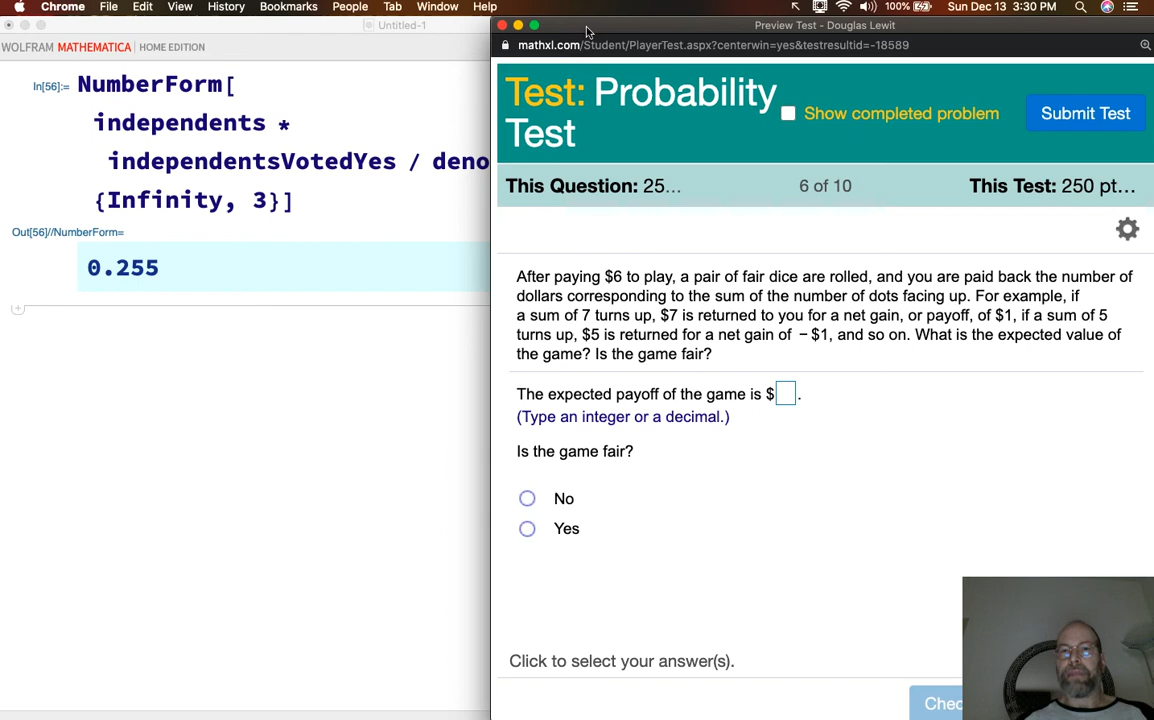 Chrome File Edit View History Bookmarks People Tab Window Help 100% Sun Dec 13 3:30 PM
Untitled-1
Preview Test - Douglas Lewit
WOLFRAM MATHEMATICA HOME EDITION
mathxl.com/Student/PlayerTest.aspx?centerwin=yes&testresultid=-18589
In[56]:= NumberForm[
independents *
independentsVotedYes / deno
{Infinity, 3}]
Out[56]//NumberForm=
0.255
Test: Probability
Test
Show completed problem
Submit Test
This Question: 25... 6 of 10 This Test: 250 pt...
After paying $6 to play, a pair of fair dice are rolled, and you are paid back the number of
dollars corresponding to the sum of the number of dots facing up. For example, if
a sum of 7 turns up, $7 is returned to you for a net gain, or payoff, of $1, if a sum of 5
turns up, $5 is returned for a net gain of − $1, and so on. What is the expected value of
the game? Is the game fair?
The expected payoff of the game is $ .
(Type an integer or a decimal.)
Is the game fair?
No
Yes
Click to select your answer(s).
Chec